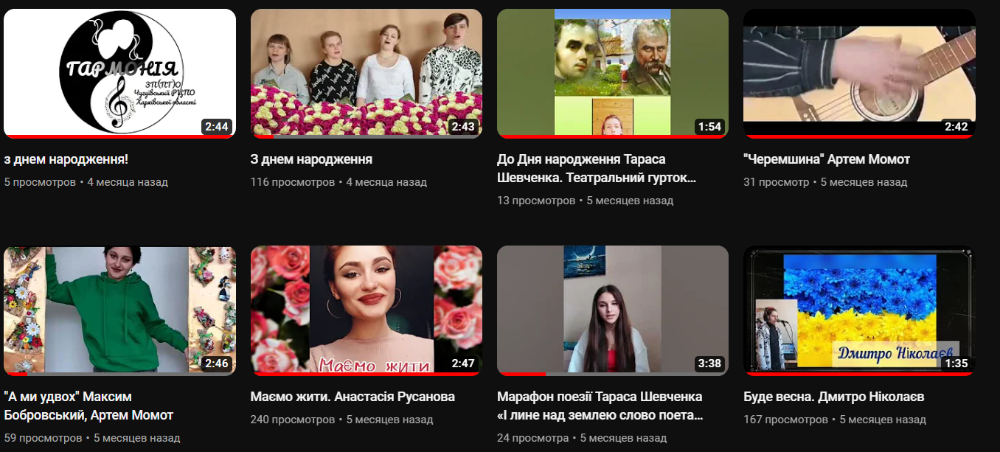 ГАРМОНІЯ
ЗП(ПТ)О
Чугуївський РЦПО
Харківської області
2:44
2:43
1:54
2:42
з днем народження!
З днем народження
До Дня народження Тараса
Шевченка. Театральний гурток...
"Черемшина" Артем Момот
5 просмотров • 4 месяца назад
116 просмотров • 4 месяца назад
13 просмотров • 5 месяцев назад
31 просмотр • 5 месяцев назад
Маємо жити
Дмитро Ніколаєв
2:46
2:47
3:38
1:35
"А ми удвох" Максим
Бобровський, Артем Момот
Маємо жити. Анастасія Русанова
Марафон поезії Тараса Шевченка
«І лине над землею слово поета...
Буде весна. Дмитро Ніколаєв
59 просмотров • 5 месяцев назад
240 просмотров • 5 месяцев назад
24 просмотра • 5 месяцев назад
167 просмотров • 5 месяцев назад